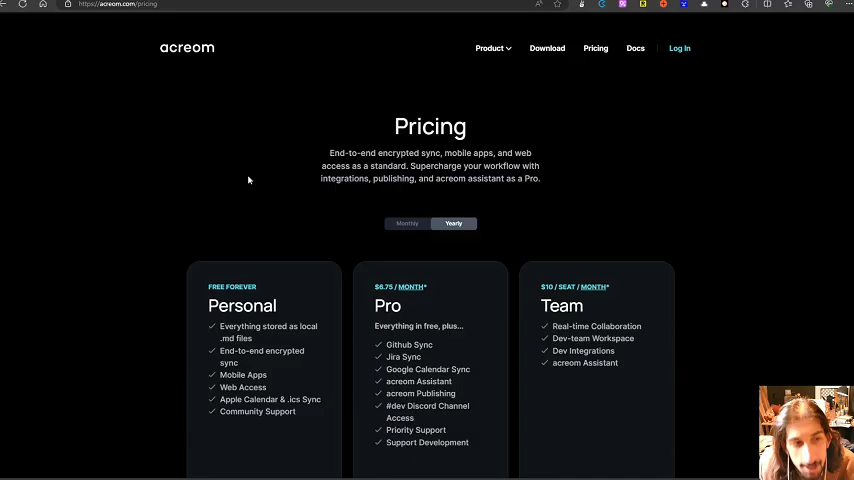 https://acreom.com/pricing
acreom
Product
Download
Pricing
Docs
Log In
Pricing
End-to-end encrypted sync, mobile apps, and web
access as a standard. Supercharge your workflow with
integrations, publishing, and acreom assistant as a Pro.
Monthly
Yearly
FREE FOREVER
Personal
Everything stored as local
.md files
End-to-end encrypted
sync
Mobile Apps
Web Access
Apple Calendar & .ics Sync
Community Support
$6.75 / MONTH*
Pro
Everything in free, plus...
Github Sync
Jira Sync
Google Calendar Sync
acreom Assistant
acreom Publishing
#dev Discord Channel
Access
Priority Support
Support Development
$10 / SEAT / MONTH*
Team
Real-time Collaboration
Dev-team Workspace
Dev Integrations
acreom Assistant